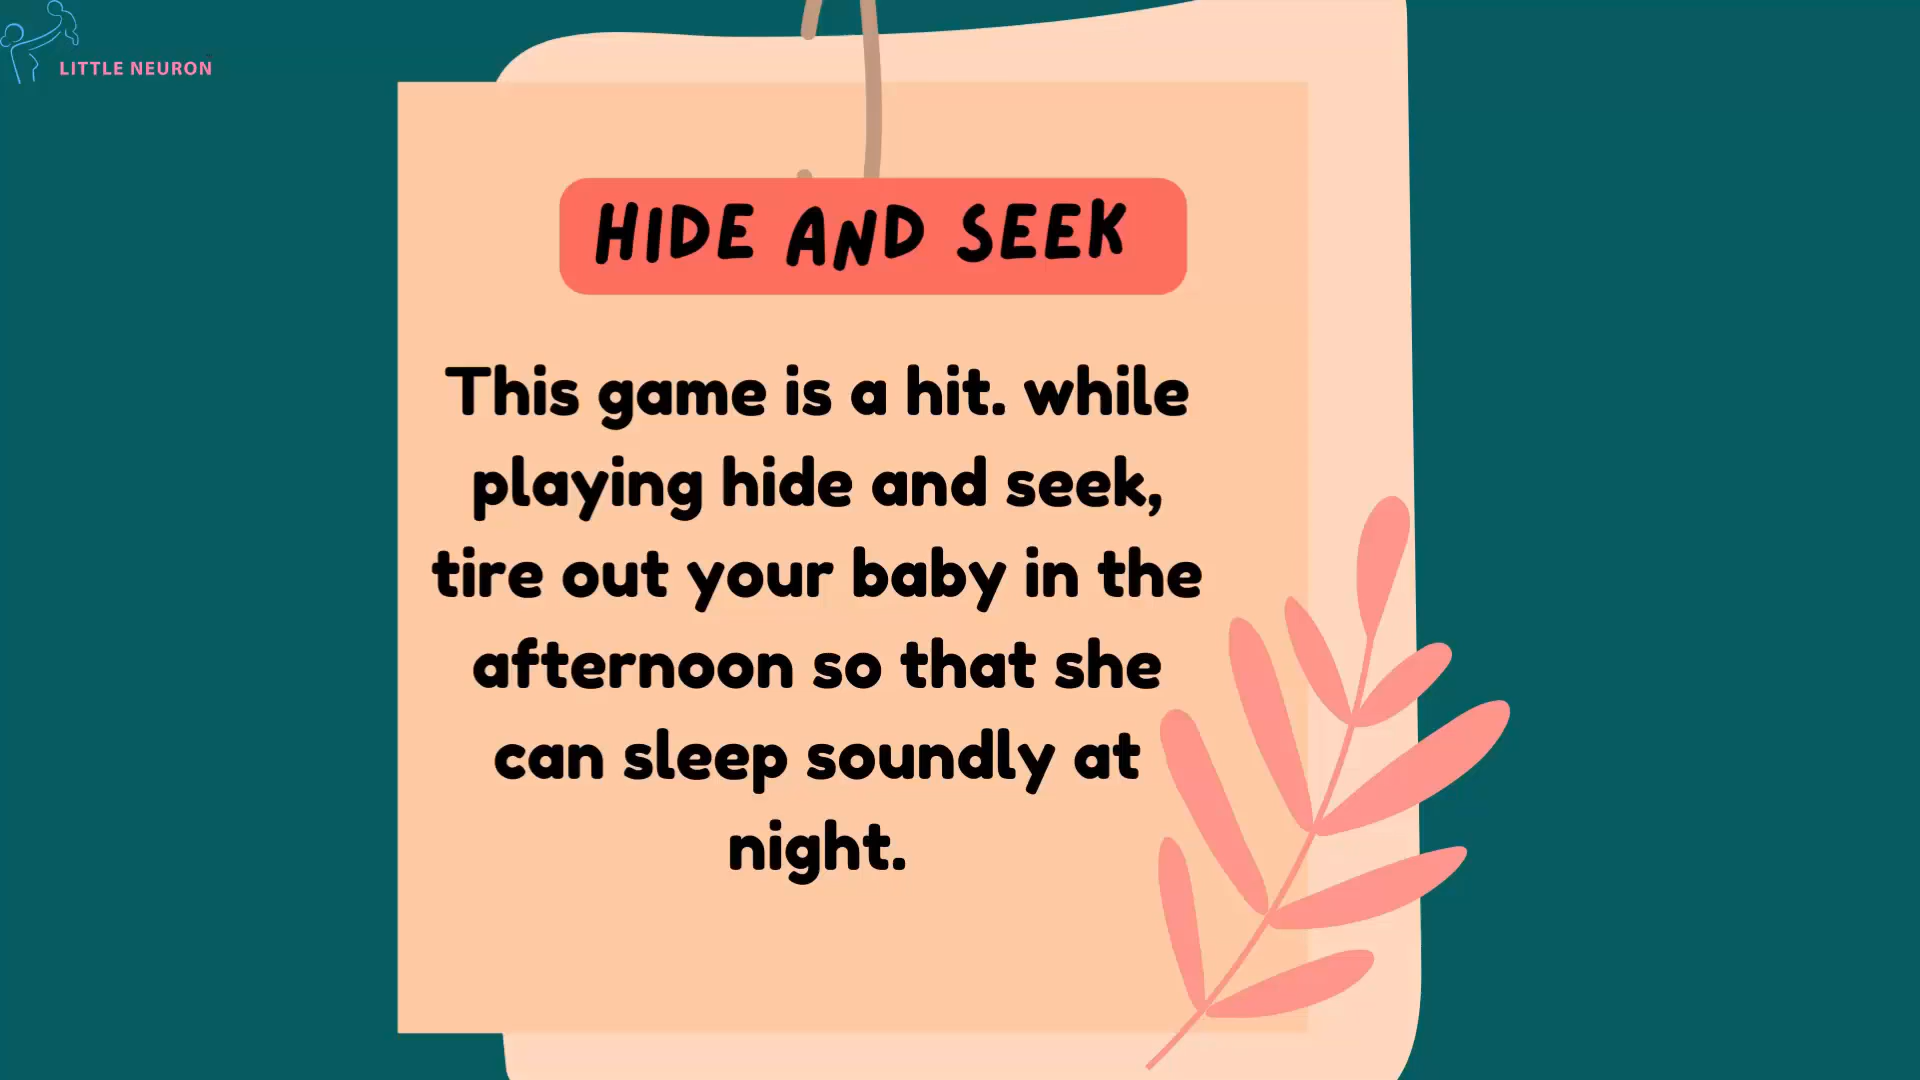 LITTLE NEURON
HIDE AND SEEK
This game is a hit. while
playing hide and seek,
tire out your baby in the
afternoon so that she
can sleep soundly at
night.